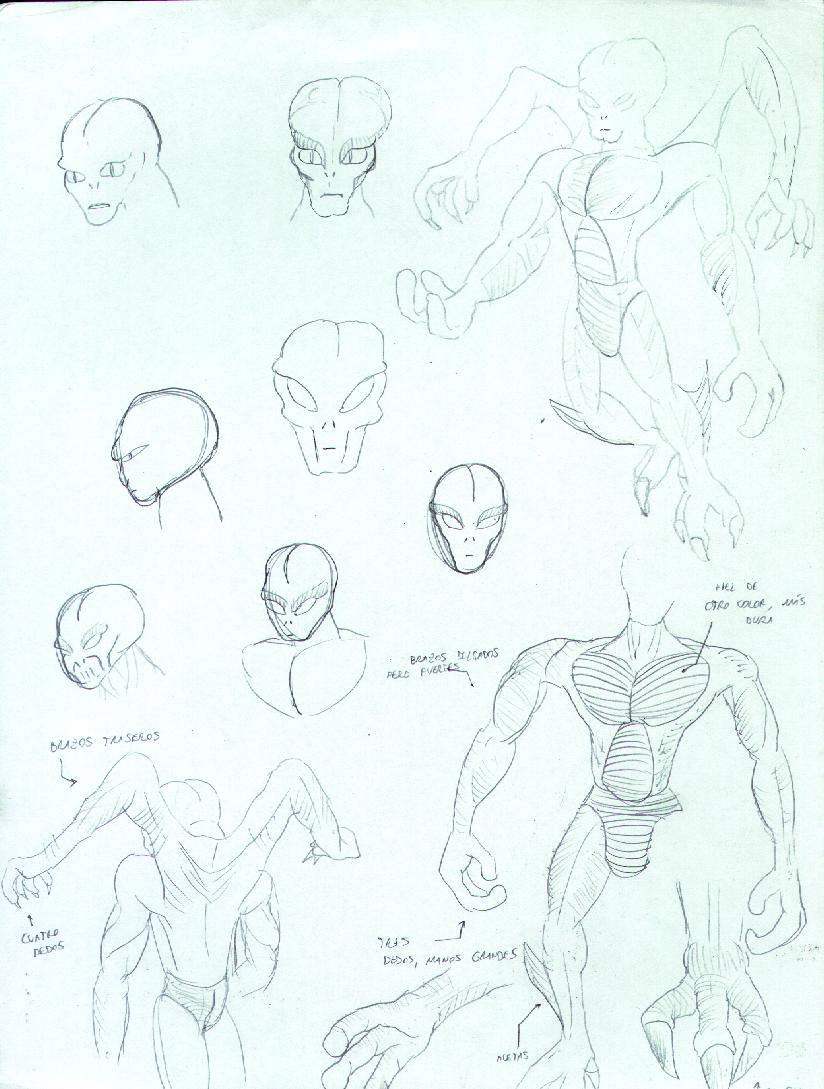 PIEL DE
OTRO COLOR, MÁS
DURA
BRAZOS DELGADOS
PERO FUERTES
BRAZOS TRASEROS
CUATRO
DEDOS
TRES
DEDOS, MANOS GRANDES
ALETAS